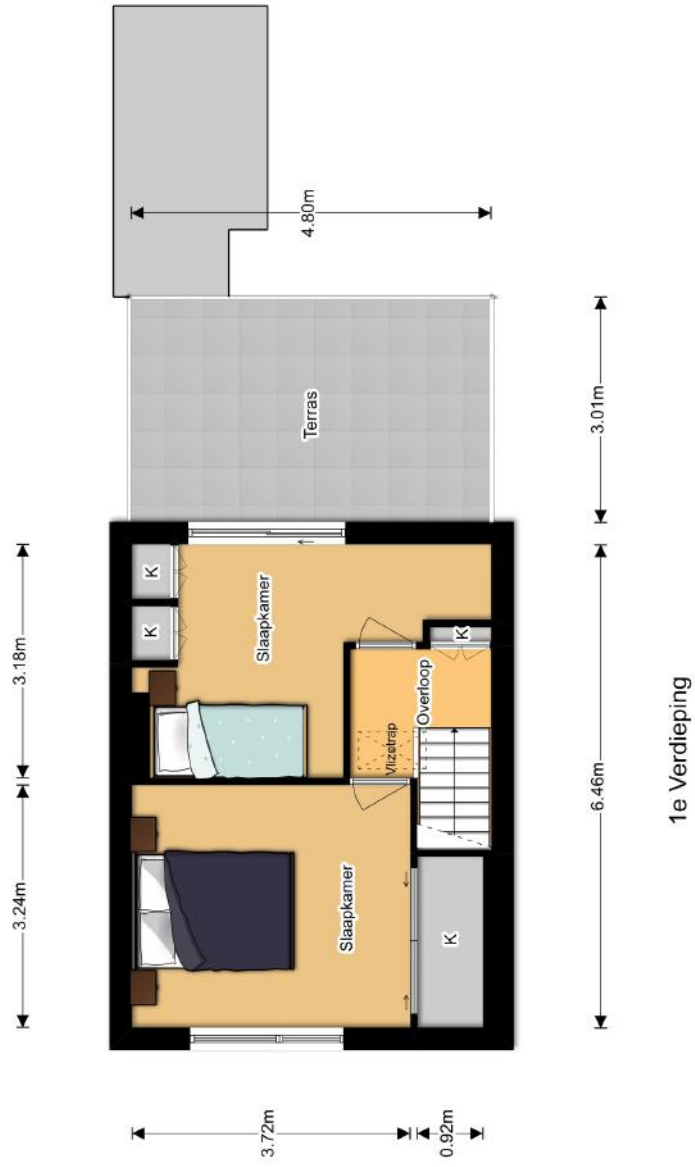 3.24m
3.18m
K
K
Slaapkamer
3.72m
4.80m
Terras
Slaapkamer
Vlizotrap
Overloop
0.92m
K
K
6.46m
3.01m
1e Verdieping